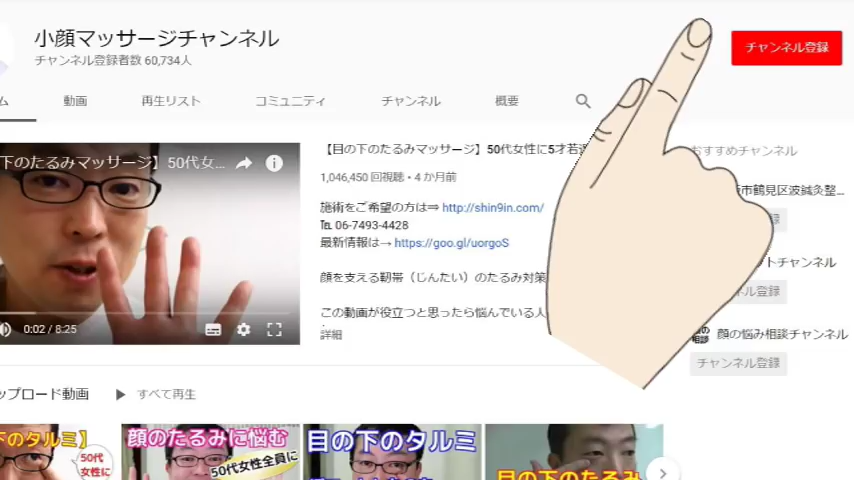 小顔マッサージチャンネル
チャンネル登録者数 60,734人
チャンネル登録
ム 動画 再生リスト コミュニティ チャンネル 概要
下のたるみマッサージ】50代女...
0:02 / 8:25
【目の下のたるみマッサージ】50代女性に5才若
1,046,450 回視聴・4 か月前
施術をご希望の方は⇒ http://shin9in.com/
℡ 06-7493-4428
最新情報は→ https://goo.gl/uorgoS
顔を支える靭帯（じんたい）のたるみ対策
この動画が役立つと思ったら悩んでいる人
詳細
おすすめチャンネル
市鶴見区波鍼灸整...
録
トチャンネル
ネル登録
の相談
顔の悩み相談チャンネル
チャンネル登録
ップロード動画 ▶ すべて再生
下のタルミ】
50代女性に
顔のたるみに悩む
50代女性全員に
目の下のタルミ
目の下のたるみ